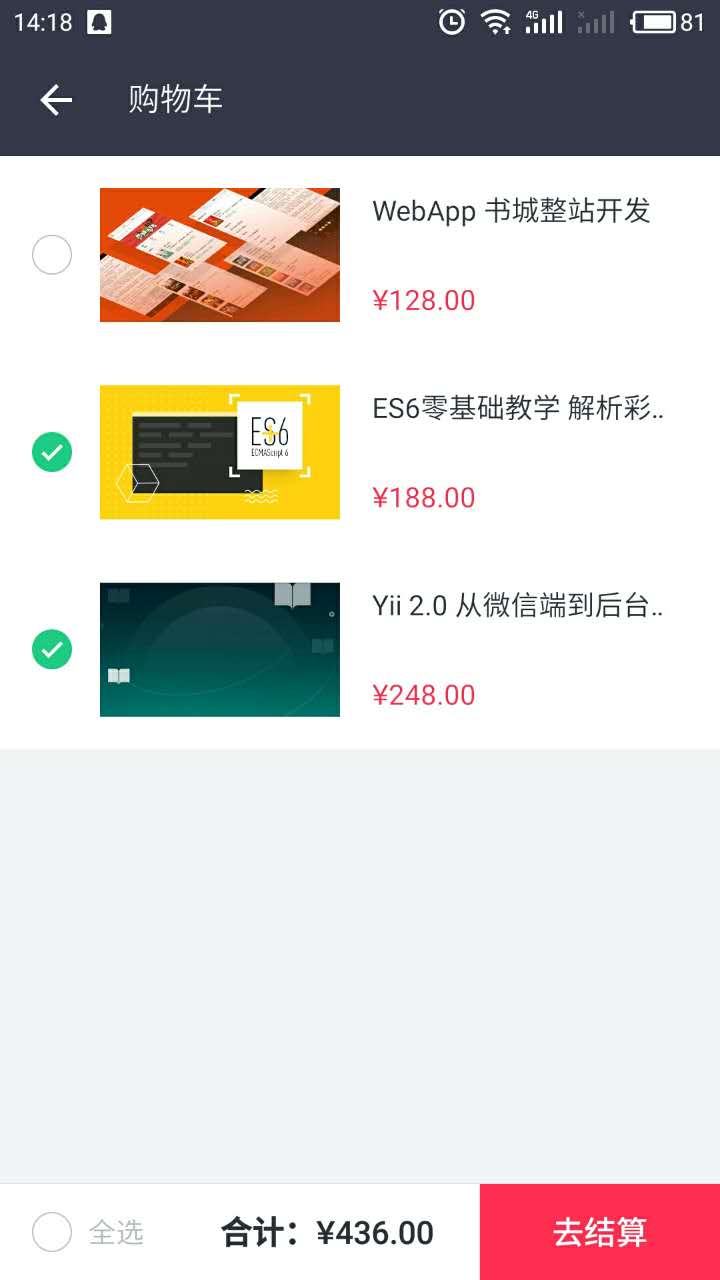 14:18
4G
81
购物车
WebApp 书城整站开发
¥128.00
ES6
ECMAScript 6
ES6零基础教学 解析彩..
¥188.00
Yii 2.0 从微信端到后台..
¥248.00
全选
合计：¥436.00
去结算